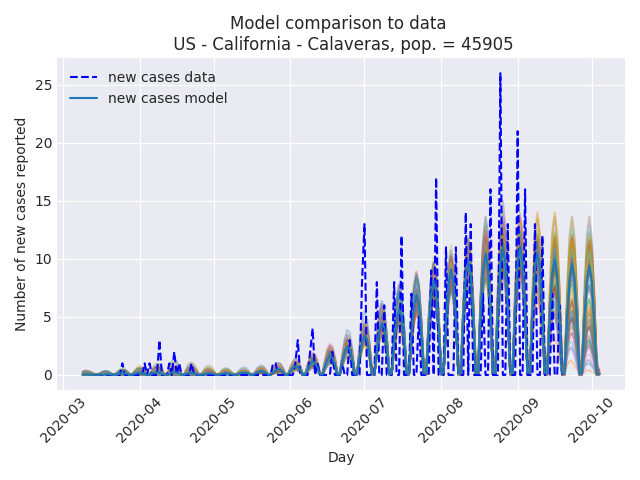 Model comparison to data
US - California - Calaveras, pop. = 45905
new cases data
new cases model
Number of new cases reported
25
20
15
10
5
0
2020-03
2020-04
2020-05
2020-06
2020-07
2020-08
2020-09
2020-10
Day